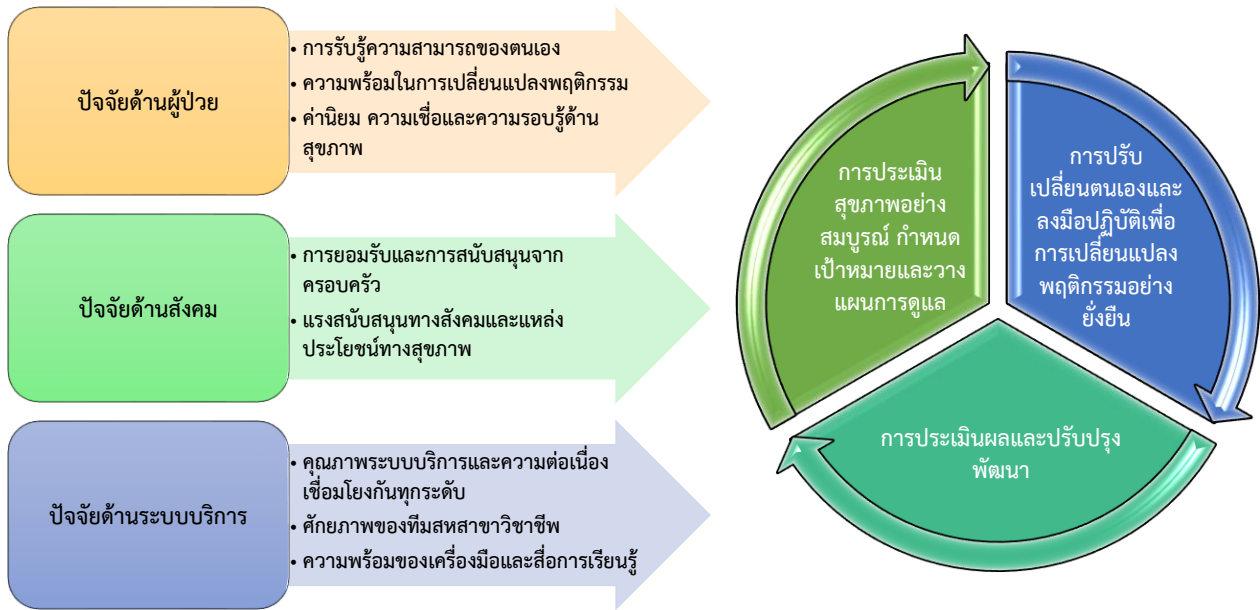 ปัจจัยด้านผู้ป่วย
• การรับรู้ความสามารถของตนเอง
• ความพร้อมในการเปลี่ยนแปลงพฤติกรรม
• ค่านิยม ความเชื่อและความรอบรู้ด้าน
สุขภาพ
ปัจจัยด้านสังคม
• การยอมรับและการสนับสนุนจาก
ครอบครัว
• แรงสนับสนุนทางสังคมและแหล่ง
ประโยชน์ทางสุขภาพ
ปัจจัยด้านระบบบริการ
• คุณภาพระบบบริการและความต่อเนื่อง
เชื่อมโยงกันทุกระดับ
• ศักยภาพของทีมสหสาขาวิชาชีพ
• ความพร้อมของเครื่องมือและสื่อการเรียนรู้
การประเมิน
สุขภาพอย่าง
สมบูรณ์ กำหนด
เป้าหมายและวาง
แผนการดูแล
การปรับ
เปลี่ยนตนเองและ
ลงมือปฏิบัติเพื่อ
การเปลี่ยนแปลง
พฤติกรรมอย่าง
ยั่งยืน
การประเมินผลและปรับปรุง
พัฒนา